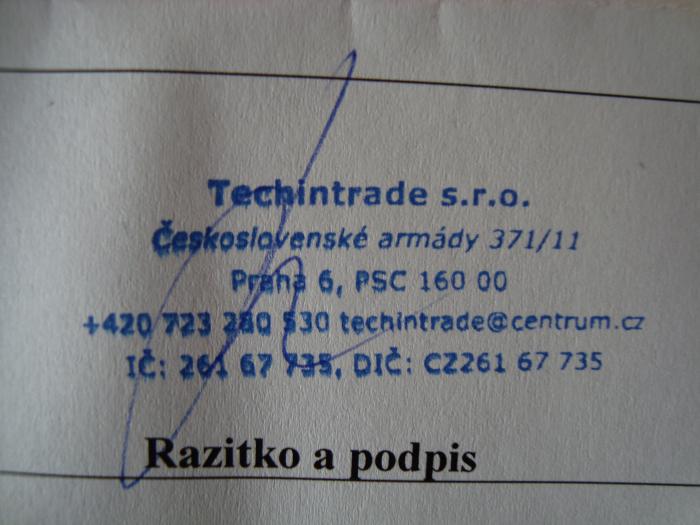 Techintrade s.r.o.
Československé armády 371/11
Praha 6, PSC 160 00
+420 723 280 530 techintrade@centrum.cz
IČ: 261 67 735, DIČ: CZ261 67 735
Razitko a podpis